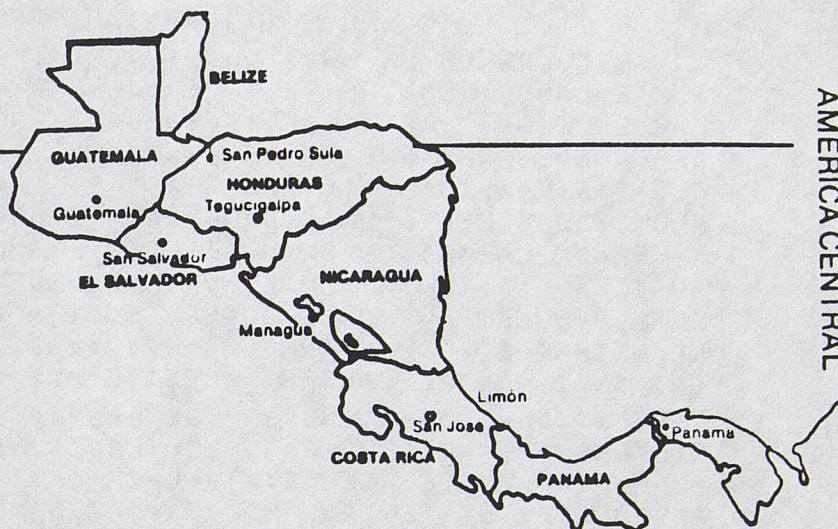 BELIZE
AMERICA CENTRAL
GUATEMALA
San Pedro Sula
HONDURAS
Guatemala
Tegucigalpa
San Salvador
EL SALVADOR
NICARAGUA
Managua
Limón
San Jose
Panama
COSTA RICA
PANAMA